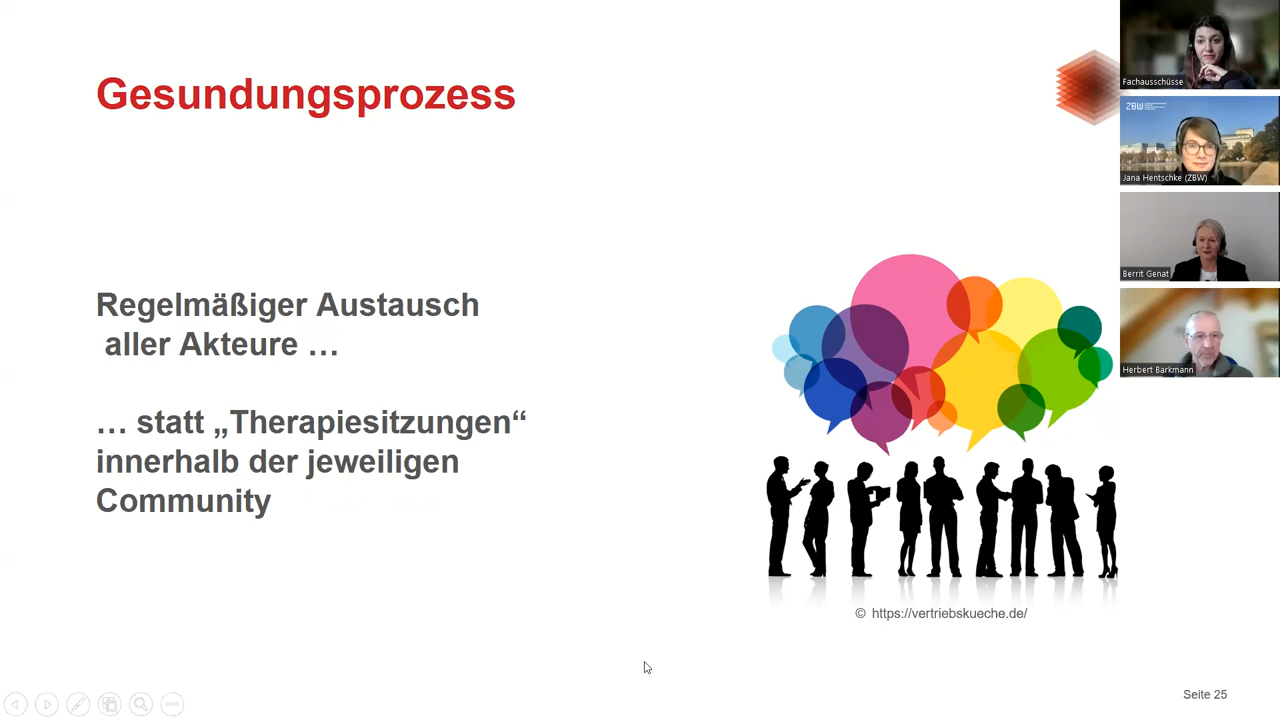 Gesundungsprozess
Regelmäßiger Austausch
aller Akteure …
… statt „Therapiesitzungen“
innerhalb der jeweiligen
Community
© https://vertriebskueche.de/
Seite 25
Fachausschüsse
ZBW
Jana Hentschke (ZBW)
Berrit Genat
Herbert Barkmann